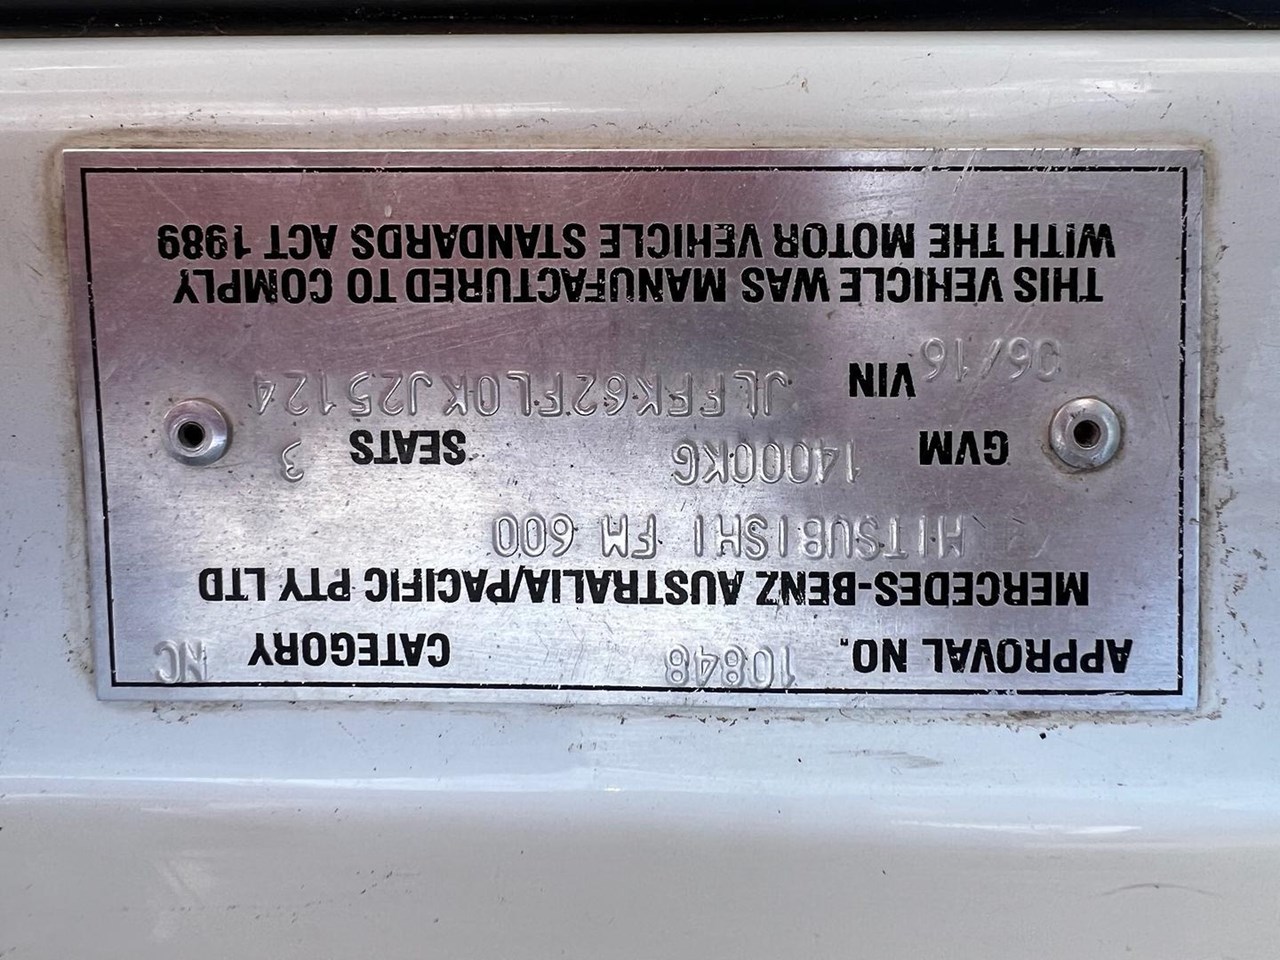 APPROVAL NO. 10848 CATEGORY NC
MERCEDES-BENZ AUSTRALIA/PACIFIC PTY LTD
MITSUBISHI FM 600
GVM 14000KG SEATS 3
06/16 VIN JLFFK62FL0KJ25124
THIS VEHICLE WAS MANUFACTURED TO COMPLY
WITH THE MOTOR VEHICLE STANDARDS ACT 1989